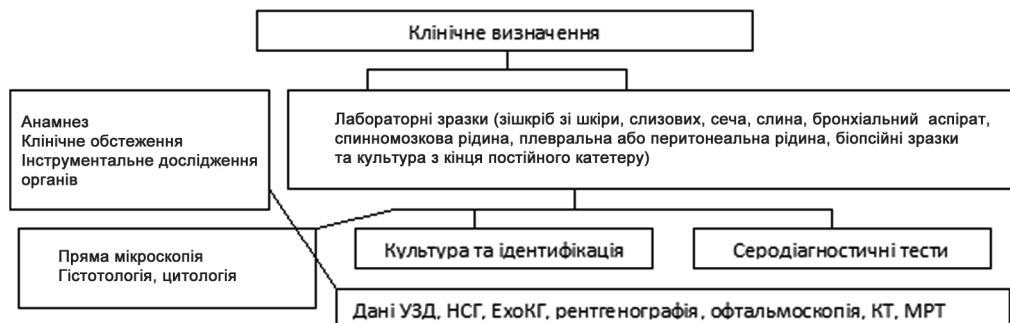 Клінічне визначення
Анамнез
Клінічне обстеження
Інструментальне дослідження
органів
Лабораторні зразки (зішкріб зі шкіри, слизових, сеча, слина, бронхіальний аспірат,
спинномозкова рідина, плевральна або перитонеальна рідина, біопсійні зразки
та культура з кінця постійного катетеру)
Пряма мікроскопія
Гістотологія, цитологія
Культура та ідентифікація
Серодіагностичні тести
Дані УЗД, НСГ, ЕхоКГ, рентгенографія, офтальмоскопія, КТ, МРТ